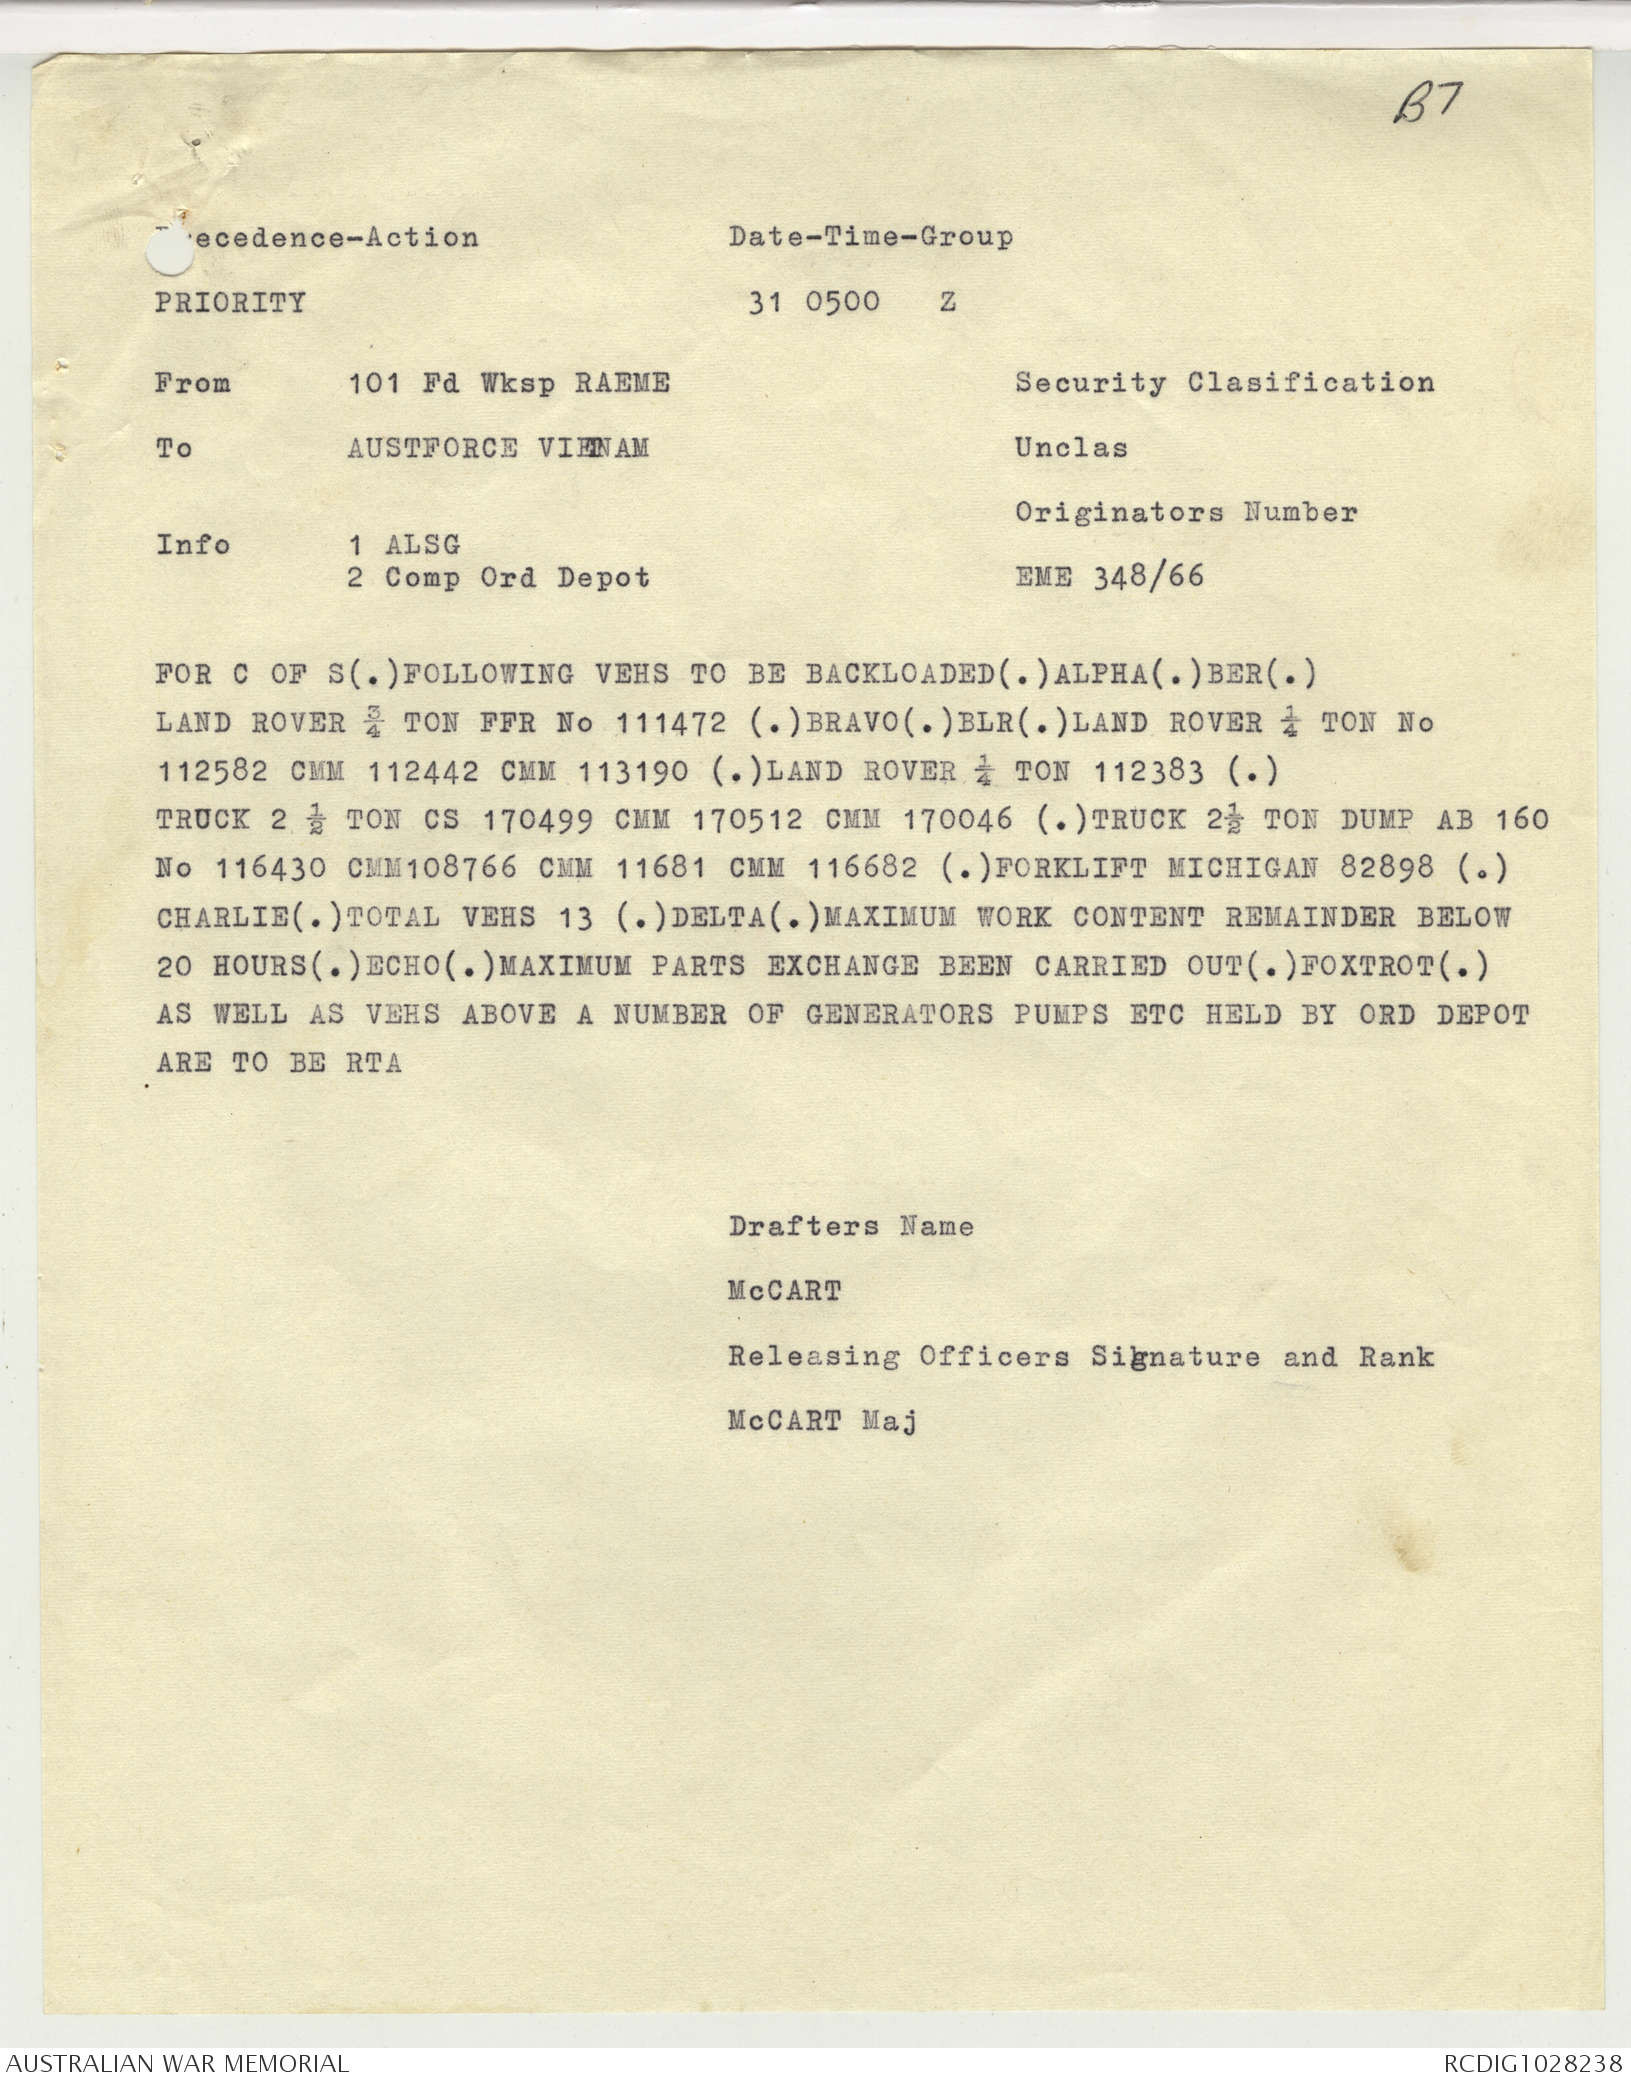 B7
Precedence-Action Date-Time-Group
PRIORITY 31 0500 Z
From 101 Fd Wksp RAEME Security Clasification
To AUSTFORCE VIENAM Unclas
Originators Number
Info 1 ALSG
2 Comp Ord Depot EME 348/66
FOR C OF S(.)FOLLOWING VEHS TO BE BACKLOADED(.)ALPHA(.)BER(.)
LAND ROVER ¾ TON FFR No 111472 (.)BRAVO(.)BLR(.)LAND ROVER ¼ TON No
112582 CMM 112442 CMM 113190 (.)LAND ROVER ¼ TON 112383 (.)
TRUCK 2 ½ TON CS 170499 CMM 170512 CMM 170046 (.)TRUCK 2½ TON DUMP AB 160
No 116430 CMM108766 CMM 11681 CMM 116682 (.)FORKLIFT MICHIGAN 82898 (.)
CHARLIE(.)TOTAL VEHS 13 (.)DELTA(.)MAXIMUM WORK CONTENT REMAINDER BELOW
20 HOURS(.)ECHO(.)MAXIMUM PARTS EXCHANGE BEEN CARRIED OUT(.)FOXTROT(.)
AS WELL AS VEHS ABOVE A NUMBER OF GENERATORS PUMPS ETC HELD BY ORD DEPOT
ARE TO BE RTA
Drafters Name
McCART
Releasing Officers Signature and Rank
McCART Maj
AUSTRALIAN WAR MEMORIAL RCDIG1028238